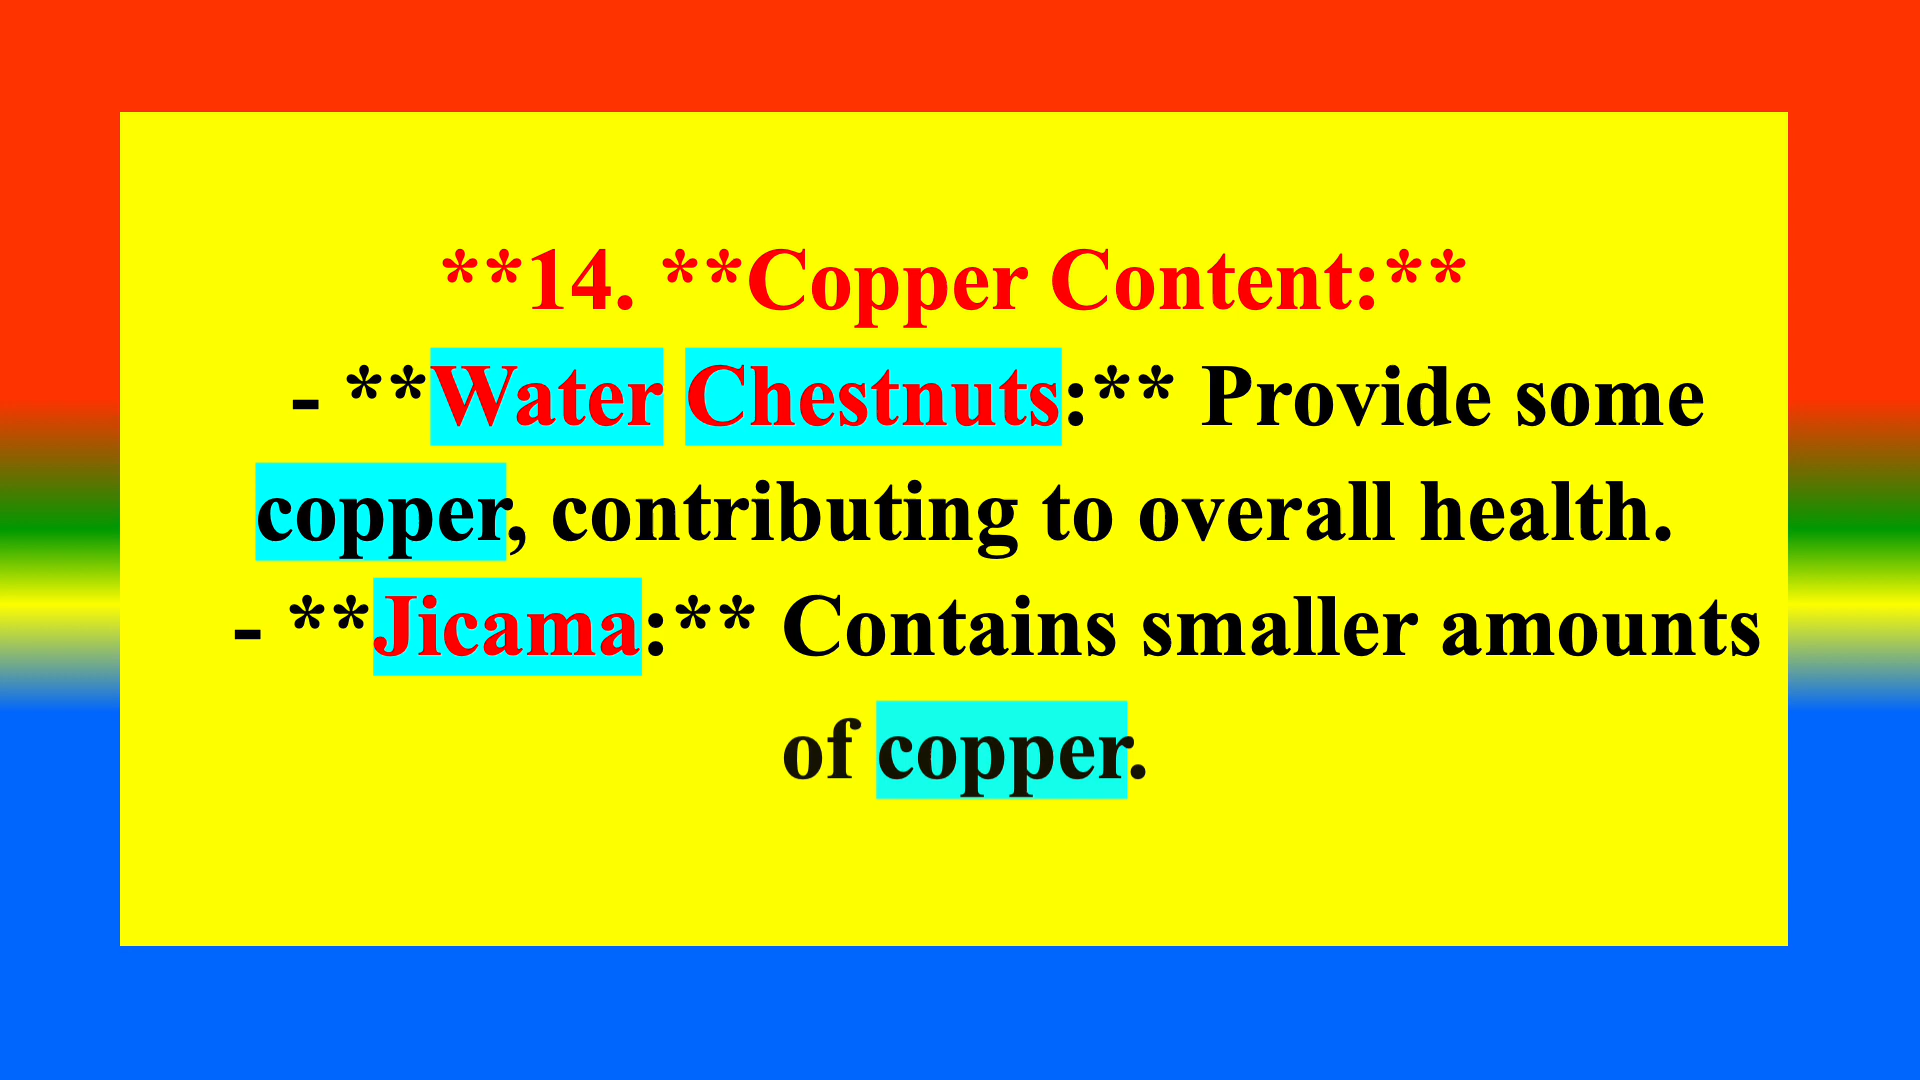 **14. **Copper Content:**
- **Water Chestnuts:** Provide some
copper, contributing to overall health.
- **Jicama:** Contains smaller amounts
of copper.